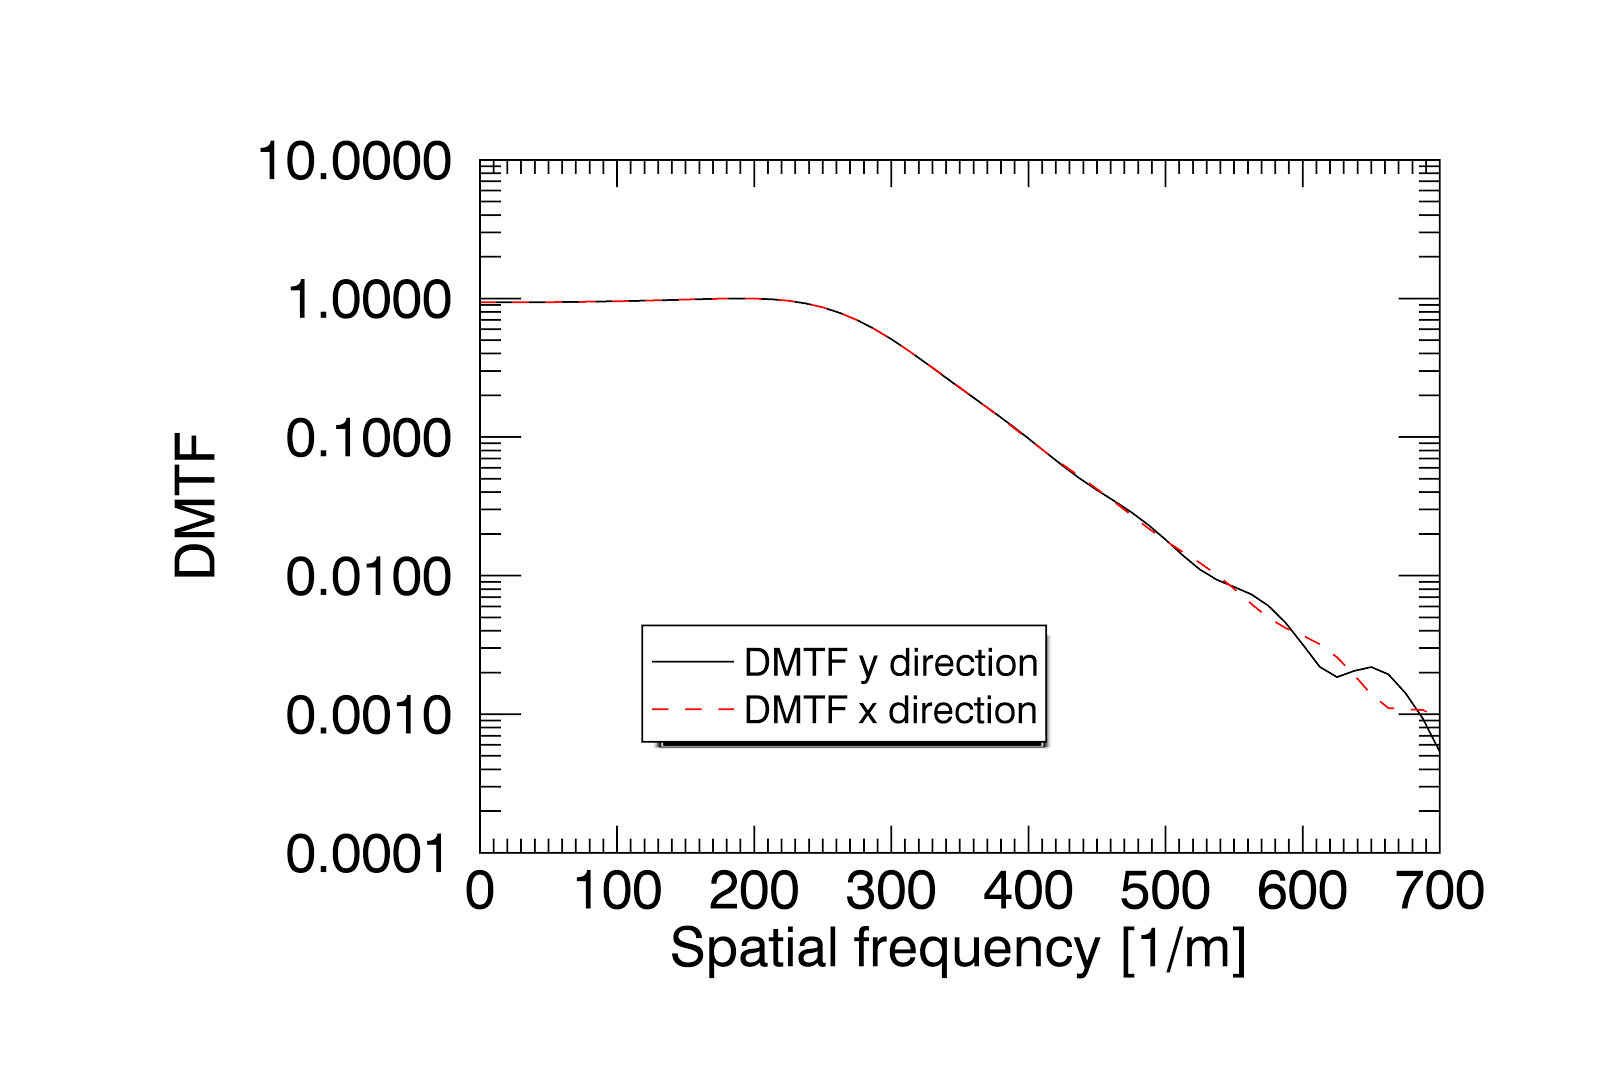 10.0000
1.0000
0.1000
0.0100
0.0010
0.0001
DMTF
DMTF y direction
DMTF x direction
0 100 200 300 400 500 600 700
Spatial frequency [1/m]